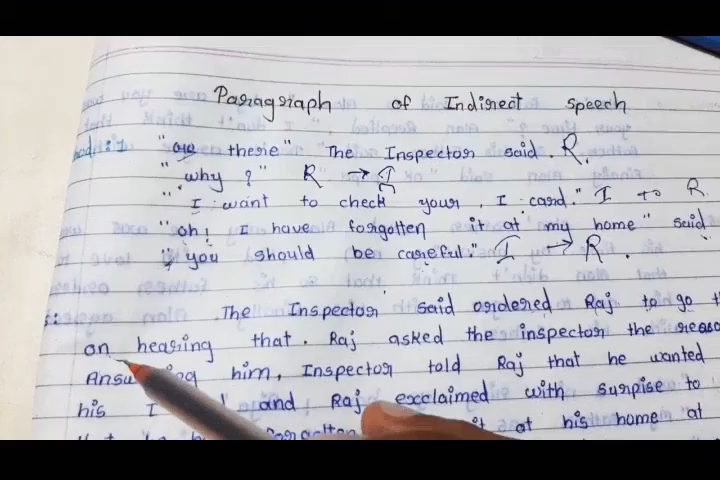 Paragraph of Indirect speech
"Go there" The Inspector said. R.
"why ?" R → I
"I want to check your, I card." I to R
"oh! I have forgotten it at my home" said
"you should be careful." I → R.
The Inspector said ordered Raj to go
on hearing that. Raj asked the inspector the
him, Inspector told Raj that he wanted
his I and Raj exclaimed with surprise to
it at his home at